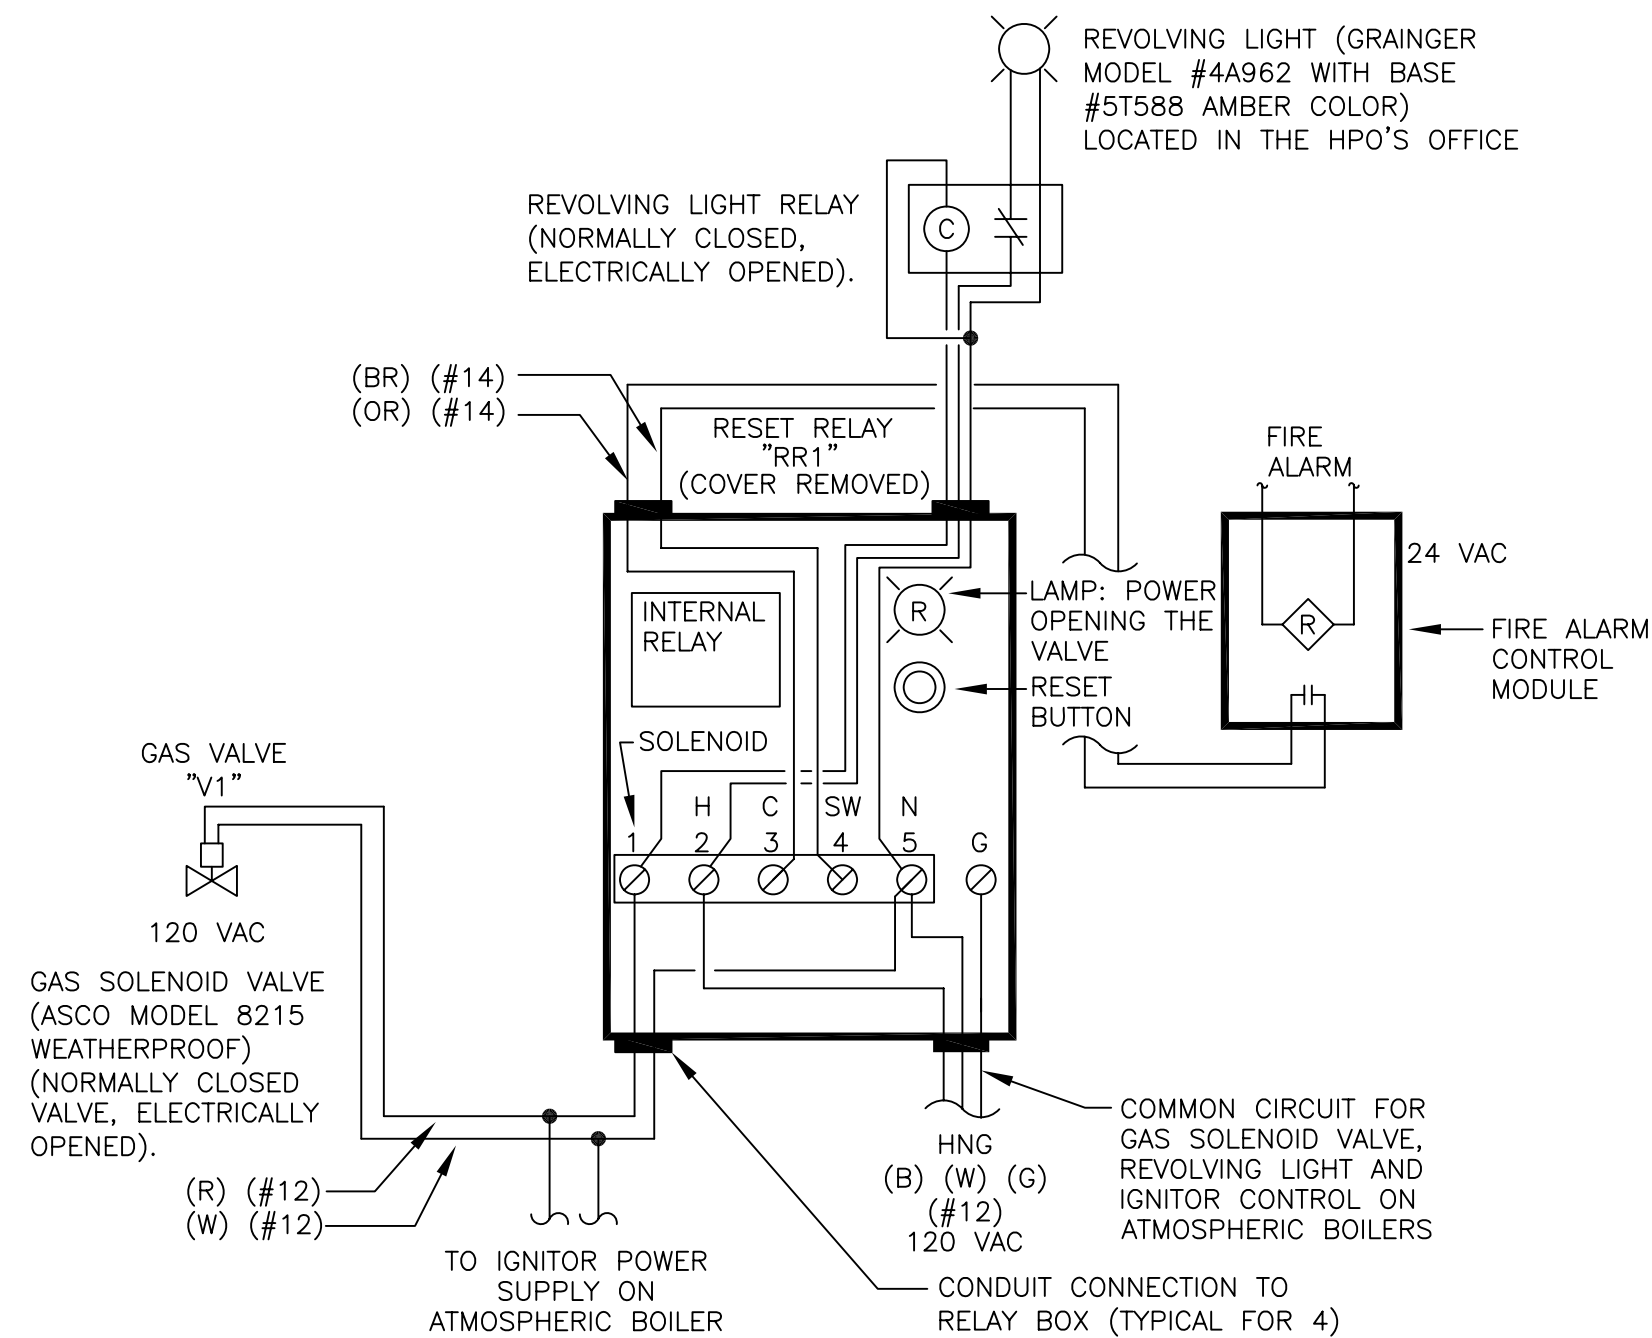 REVOLVING LIGHT (GRAINGER
MODEL #4A962 WITH BASE
#5T588 AMBER COLOR)
LOCATED IN THE HPO'S OFFICE
REVOLVING LIGHT RELAY
(NORMALLY CLOSED,
ELECTRICALLY OPENED).
C
(BR) (#14)
(OR) (#14)
RESET RELAY
"RR1"
(COVER REMOVED)
FIRE
ALARM
24 VAC
R
FIRE ALARM
CONTROL
MODULE
INTERNAL
RELAY
R
LAMP: POWER
OPENING THE
VALVE
RESET
BUTTON
SOLENOID
H C SW N
1 2 3 4 5 G
GAS VALVE
"V1"
120 VAC
GAS SOLENOID VALVE
(ASCO MODEL 8215
WEATHERPROOF)
(NORMALLY CLOSED
VALVE, ELECTRICALLY
OPENED).
(R) (#12)
(W) (#12)
TO IGNITOR POWER
SUPPLY ON
ATMOSPHERIC BOILER
HNG
(B) (W) (G)
(#12)
120 VAC
COMMON CIRCUIT FOR
GAS SOLENOID VALVE,
REVOLVING LIGHT AND
IGNITOR CONTROL ON
ATMOSPHERIC BOILERS
CONDUIT CONNECTION TO
RELAY BOX (TYPICAL FOR 4)